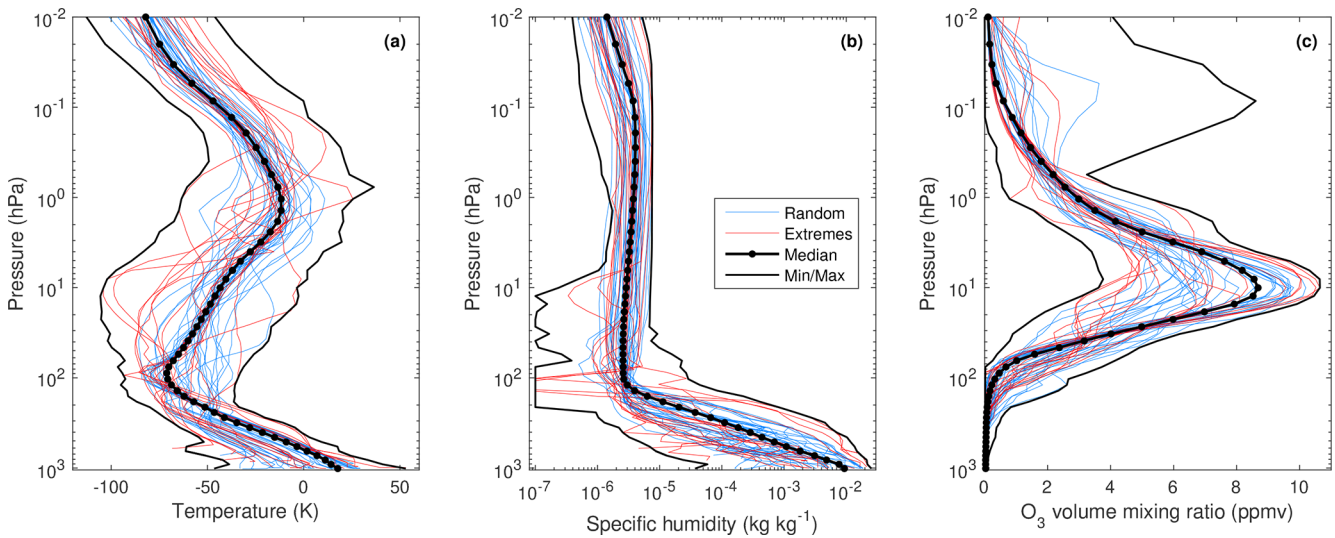 (a)
10^-2
10^-1
10^0
10^1
10^2
10^3
Pressure (hPa)
-100
-50
0
50
Temperature (K)
(b)
10^-2
10^-1
10^0
10^1
10^2
10^3
Pressure (hPa)
Random
Extremes
Median
Min/Max
10^-7
10^-6
10^-5
10^-4
10^-3
10^-2
Specific humidity (kg kg^-1)
(c)
10^-2
10^-1
10^0
10^1
10^2
10^3
Pressure (hPa)
0
2
4
6
8
10
O_3 volume mixing ratio (ppmv)